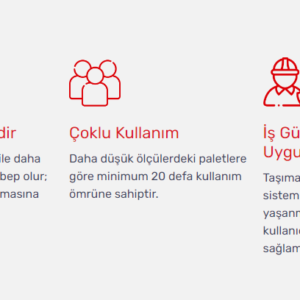 Çoklu Kullanım
Daha düşük ölçülerdeki paletlere
göre minimum 20 defa kullanım
ömrüne sahiptir.
dir
ile daha
bep olur;
masına
İş Gü
Uygu
Taşıma
sistem
yaşanm
kullanıc
sağlam